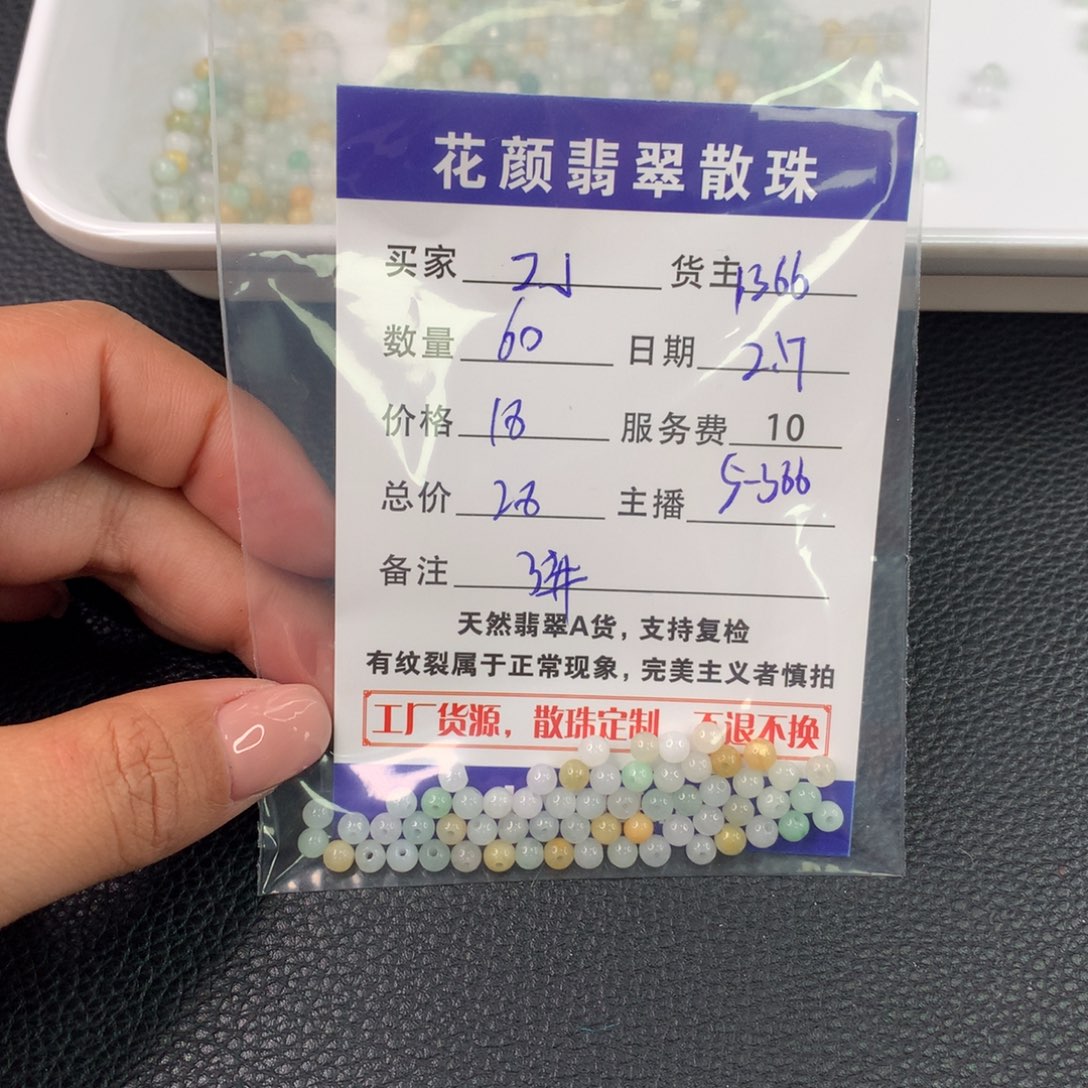 花颜翡翠散珠
买家 货主 1366
数量 60 日期 2.17
价格 18 服务费 10
总价 28 主播 5-366
备注 3#
天然翡翠A货，支持复检
有纹裂属于正常现象，完美主义者慎拍
工厂货源，散珠定制 不退不换